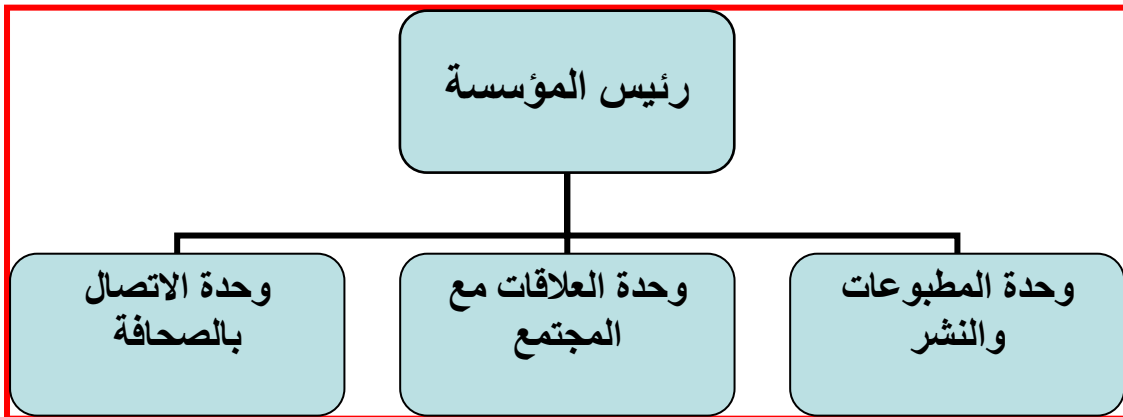 رئيس المؤسسة
وحدة المطبوعات
والنشر
وحدة العلاقات مع
المجتمع
وحدة الاتصال
بالصحافة